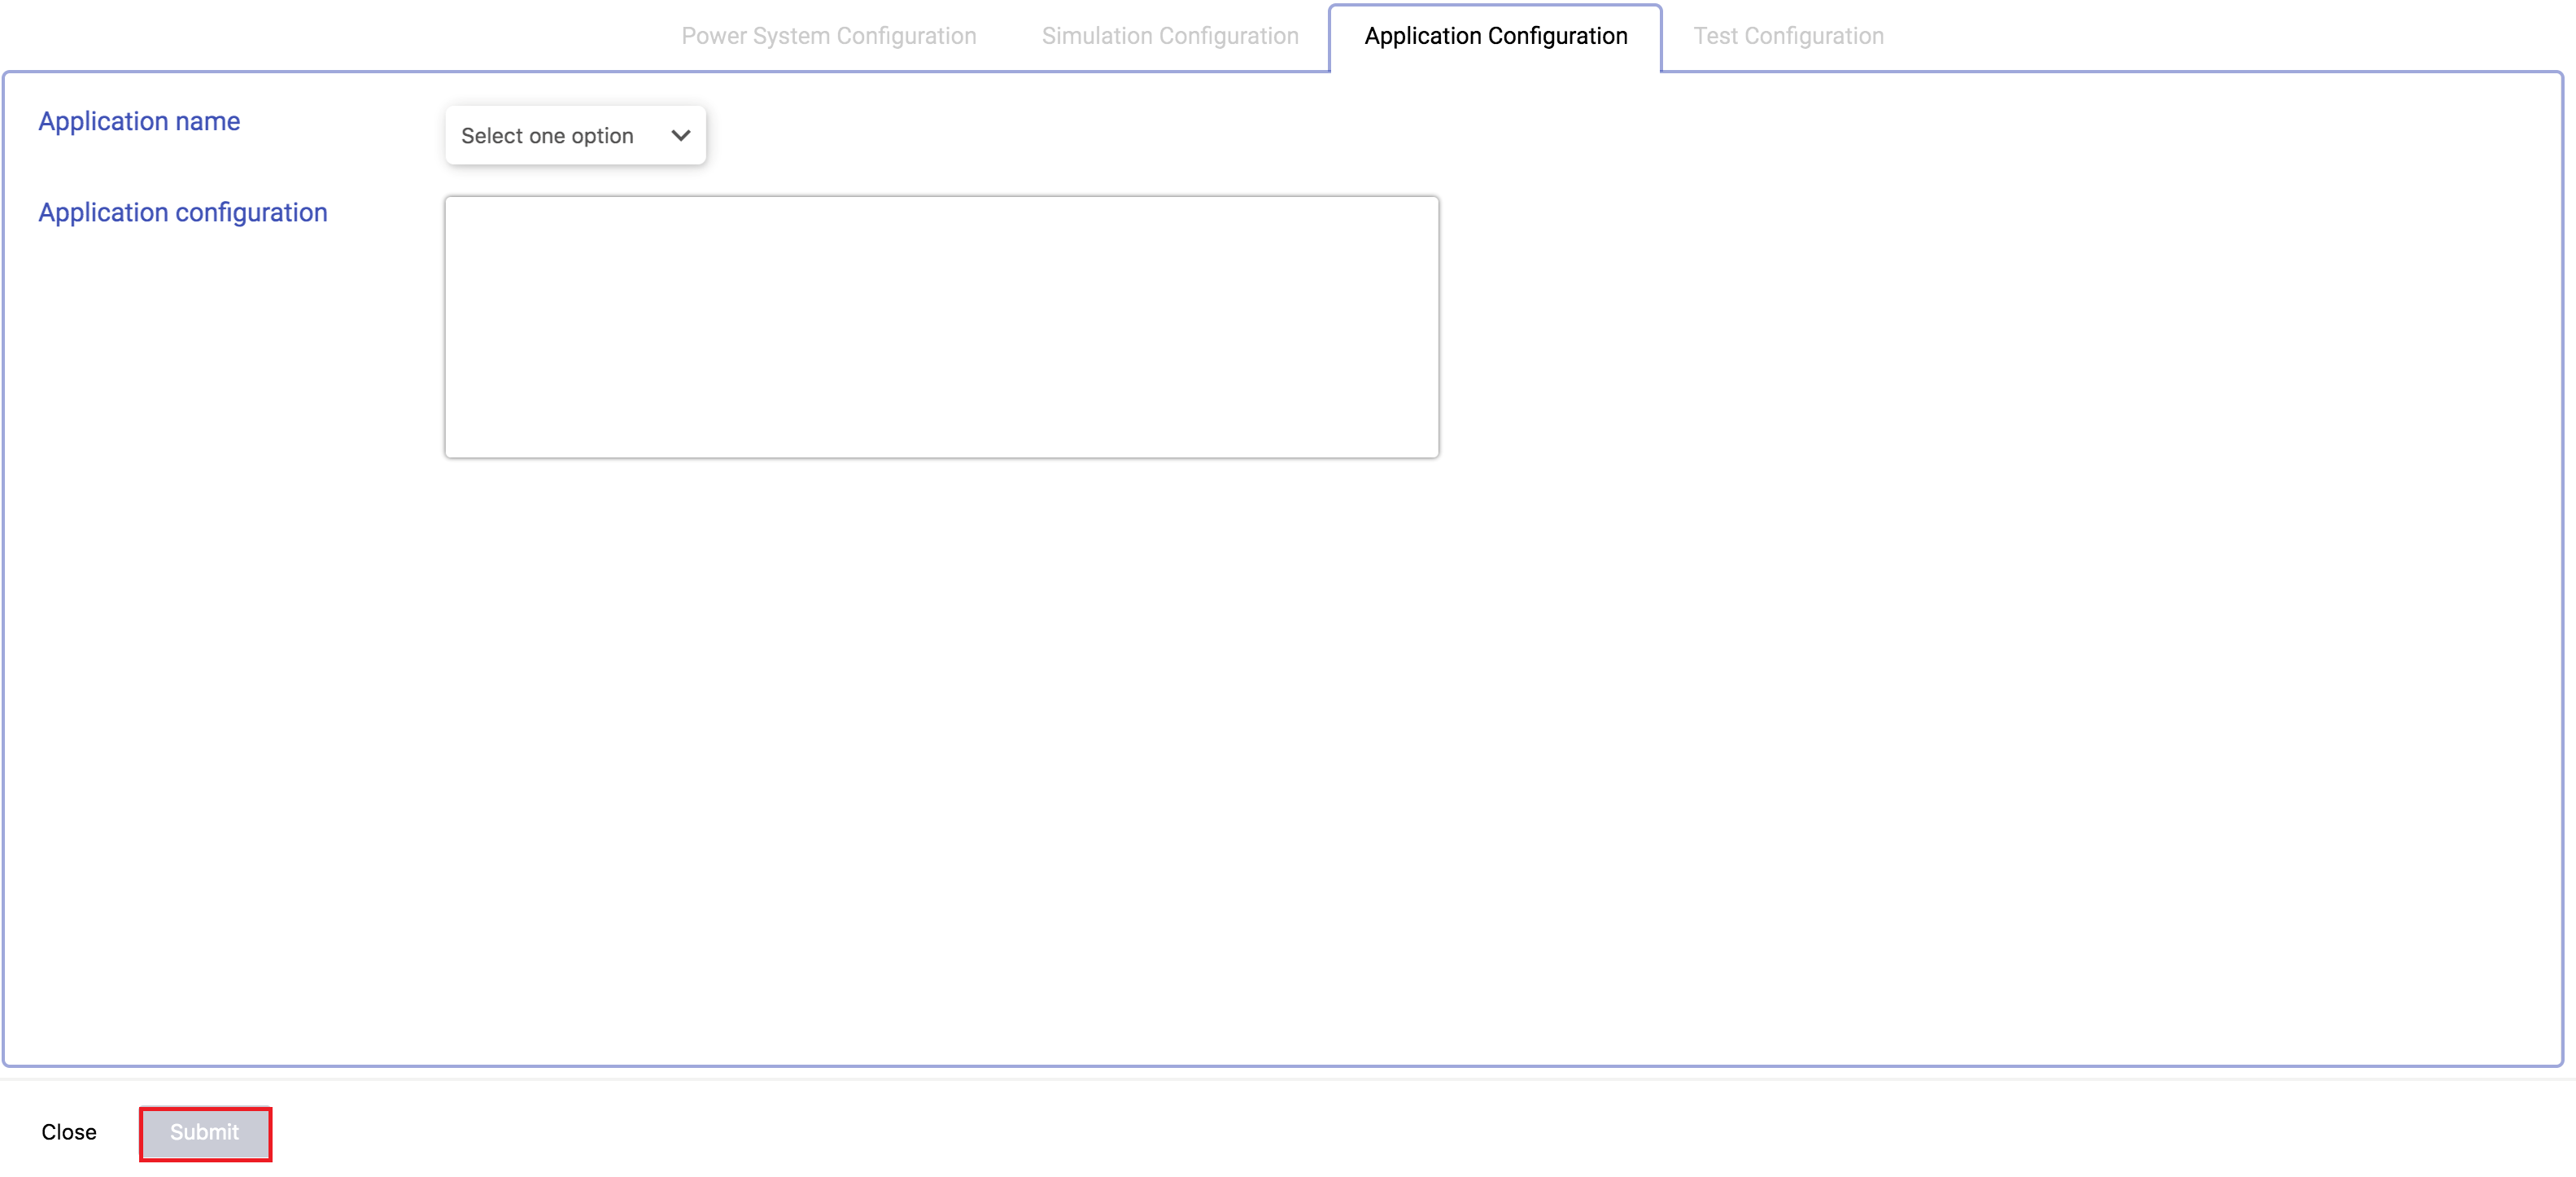 Power System Configuration Simulation Configuration Application Configuration Test Configuration
Application name Select one option
Application configuration
Close Submit